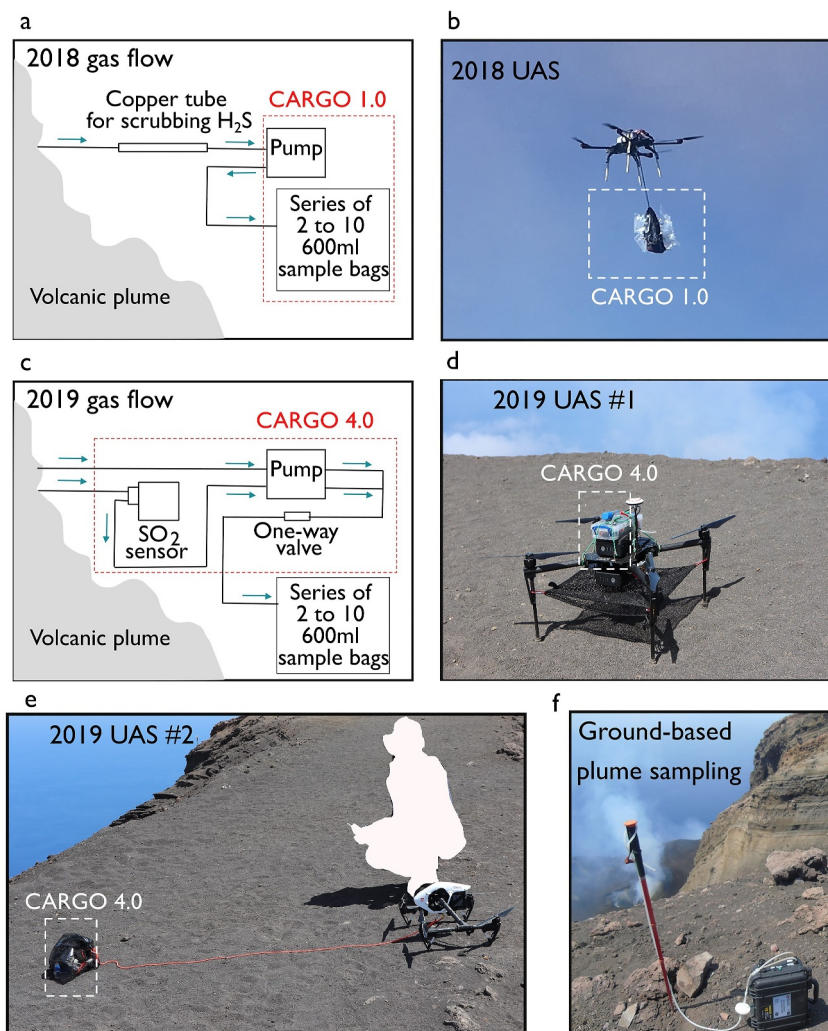 a
2018 gas flow
Copper tube
for scrubbing H₂S
CARGO 1.0
Pump
Series of
2 to 10
600ml
sample bags
Volcanic plume
b
2018 UAS
CARGO 1.0
c
2019 gas flow
CARGO 4.0
Pump
SO₂
sensor
One-way
valve
Series of
2 to 10
600ml
sample bags
Volcanic plume
d
2019 UAS #1
CARGO 4.0
e
2019 UAS #2
CARGO 4.0
f
Ground-based
plume sampling